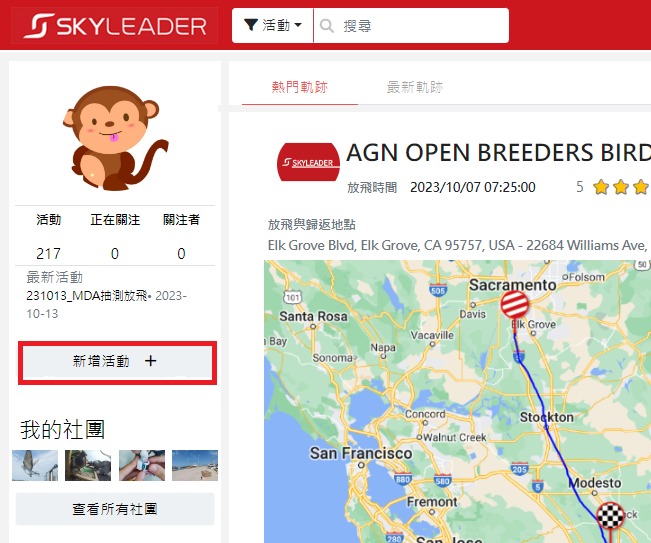 SKYLEADER
活動
搜尋
熱門軌跡
最新軌跡
活動 正在關注 關注者
217 0 0
最新活動
231013_MDA抽測放飛• 2023-
10-13
新增活動 +
我的社團
查看所有社團
SKYLEADER
AGN OPEN BREEDERS BIRD
放飛時間 2023/10/07 07:25:00 5
放飛與歸返地點
Elk Grove Blvd, Elk Grove, CA 95757, USA - 22684 Williams Ave,
50
Folsom
Sacramento
505
101
Davis
Santa Rosa
Elk Grove
Vacaville
a Bay
Napa
Sonoma
5
Concord
Stockton
Walnut Creek
San Francisco
205
5
880
580
Modesto
Fremont
ck
San Jose